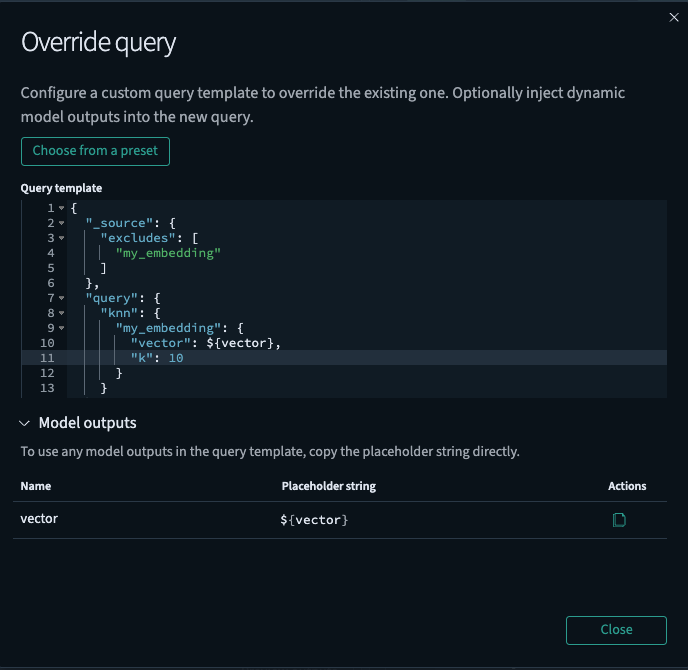 Override query
Configure a custom query template to override the existing one. Optionally inject dynamic
model outputs into the new query.
Choose from a preset
Query template
1 {
2 "_source": {
3 "excludes": [
4 "my_embedding"
5 ]
6 },
7 "query": {
8 "knn": {
9 "my_embedding": {
10 "vector": ${vector},
11 "k": 10
12 }
13 }
Model outputs
To use any model outputs in the query template, copy the placeholder string directly.
Name Placeholder string Actions
vector ${vector}
Close